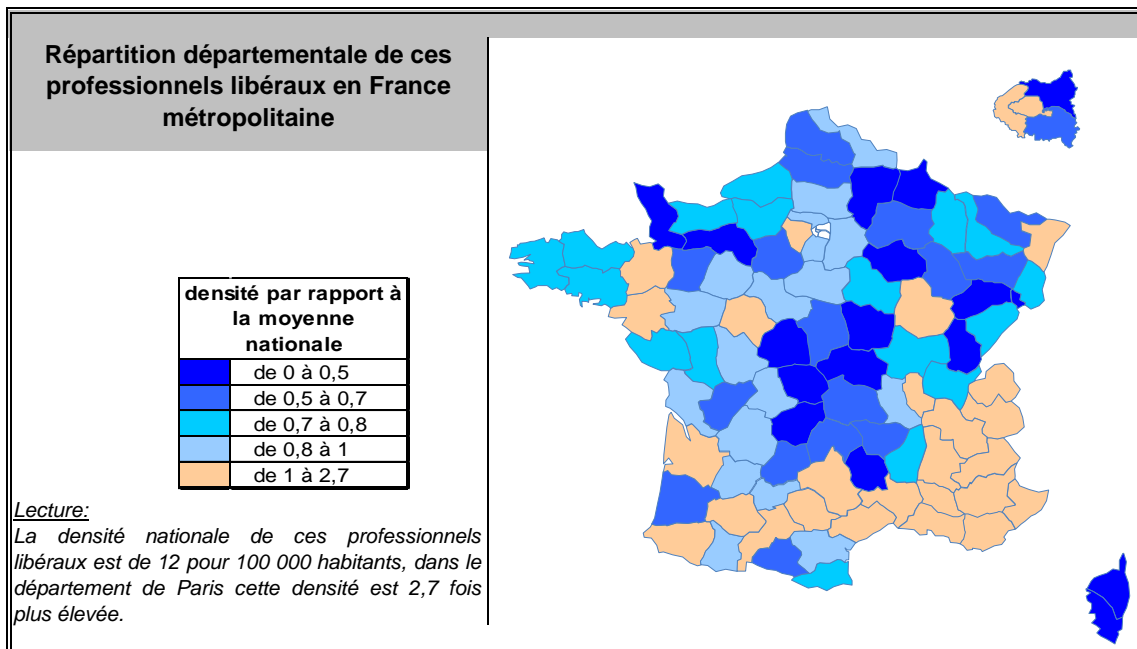 Répartition départementale de ces
professionnels libéraux en France
métropolitaine
densité par rapport à
la moyenne
nationale
de 0 à 0,5
de 0,5 à 0,7
de 0,7 à 0,8
de 0,8 à 1
de 1 à 2,7
Lecture:
La densité nationale de ces professionnels
libéraux est de 12 pour 100 000 habitants, dans le
département de Paris cette densité est 2,7 fois
plus élevée.